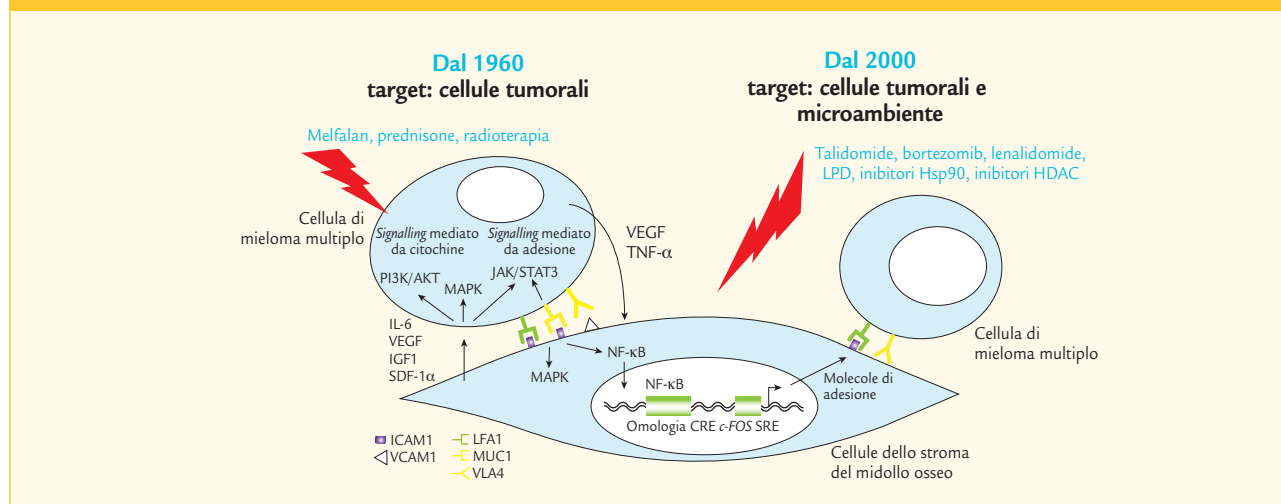 Dal 1960
target: cellule tumorali
Melfalan, prednisone, radioterapia
Dal 2000
target: cellule tumorali e
microambiente
Talidomide, bortezomib, lenalidomide,
LPD, inibitori Hsp90, inibitori HDAC
Cellula di
mieloma multiplo
Signalling mediato
da citochine
Signalling mediato
da adesione
PI3K/AKT
MAPK
JAK/STAT3
VEGF
TNF-α
IL-6
VEGF
IGF1
SDF-1α
MAPK
NF-κB
NF-κB
Omologia CRE c-FOS SRE
Molecole di
adesione
Cellula di
mieloma multiplo
Cellule dello stroma
del midollo osseo
ICAM1
VCAM1
LFA1
MUC1
VLA4